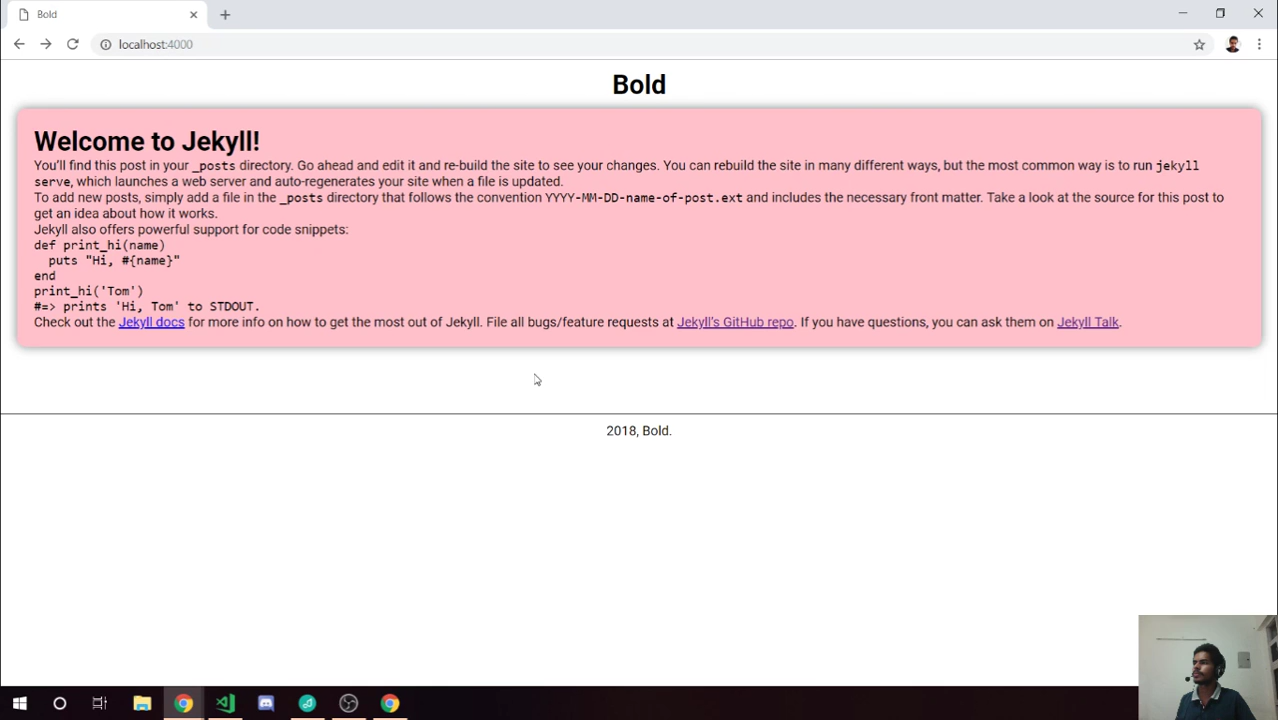 Bold
localhost:4000
Bold
Welcome to Jekyll!
You'll find this post in your _posts directory. Go ahead and edit it and re-build the site to see your changes. You can rebuild the site in many different ways, but the most common way is to run jekyll
serve, which launches a web server and auto-regenerates your site when a file is updated.
To add new posts, simply add a file in the _posts directory that follows the convention YYYY-MM-DD-name-of-post.ext and includes the necessary front matter. Take a look at the source for this post to
get an idea about how it works.
Jekyll also offers powerful support for code snippets:
def print_hi(name)
  puts "Hi, #{name}"
end
print_hi('Tom')
#=> prints 'Hi, Tom' to STDOUT.
Check out the Jekyll docs for more info on how to get the most out of Jekyll. File all bugs/feature requests at Jekyll's GitHub repo. If you have questions, you can ask them on Jekyll Talk.
2018, Bold.